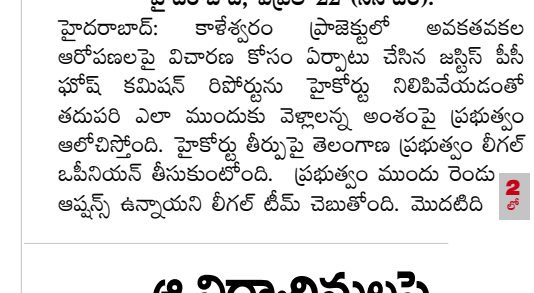 హైదరాబాద్: కాళేశ్వరం ప్రాజెక్టులో అవకతవకల
ఆరోపణలపై విచారణ కోసం ఏర్పాటు చేసిన జస్టిస్ పీసీ
ఘోష్ కమిషన్ రిపోర్టును హైకోర్టు నిలిపివేయడంతో
తదుపరి ఎలా ముందుకు వెళ్లాలన్న అంశంపై ప్రభుత్వం
ఆలోచిస్తోంది. హైకోర్టు తీర్పుపై తెలంగాణ ప్రభుత్వం లీగల్
ఒపీనియన్ తీసుకుంటోంది. ప్రభుత్వం ముందు రెండు
ఆప్షన్స్ ఉన్నాయని లీగల్ టీమ్ చెబుతోంది. మొదటిది
2
లో